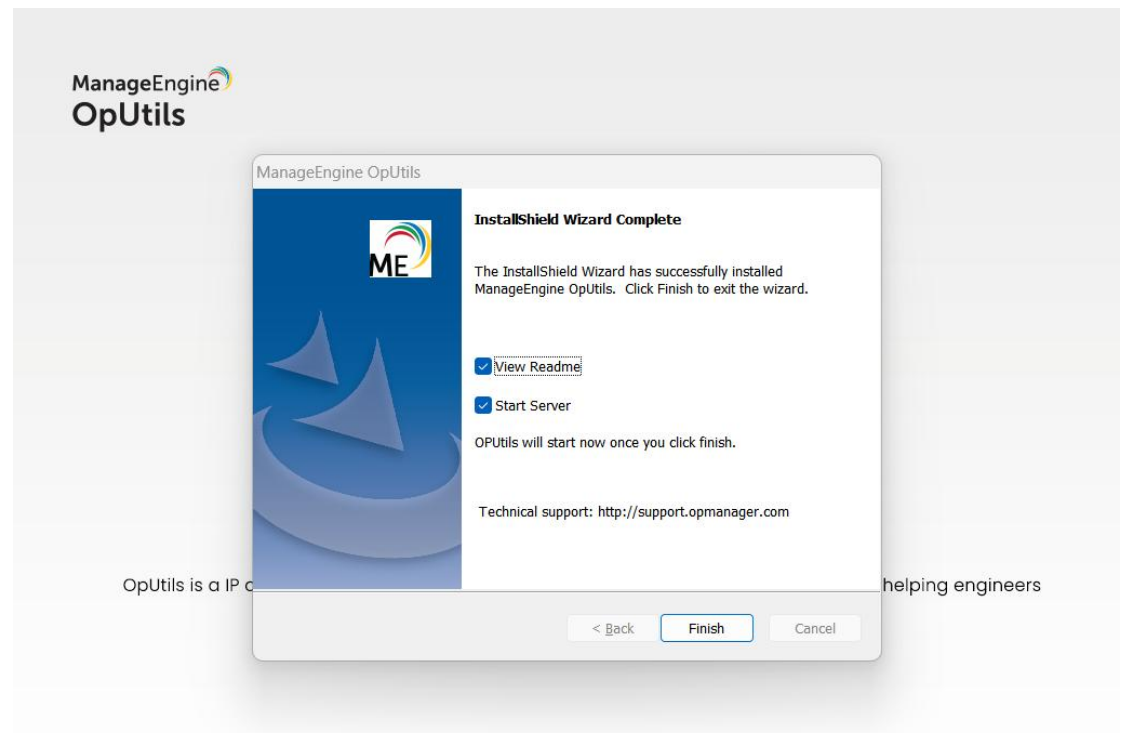 ManageEngine
OpUtils
ManageEngine OpUtils
ME
InstallShield Wizard Complete
The InstallShield Wizard has successfully installed
ManageEngine OpUtils. Click Finish to exit the wizard.
View Readme
Start Server
OPUtils will start now once you click finish.
Technical support: http://support.opmanager.com
OpUtils is a IP helping engineers
< Back Finish Cancel